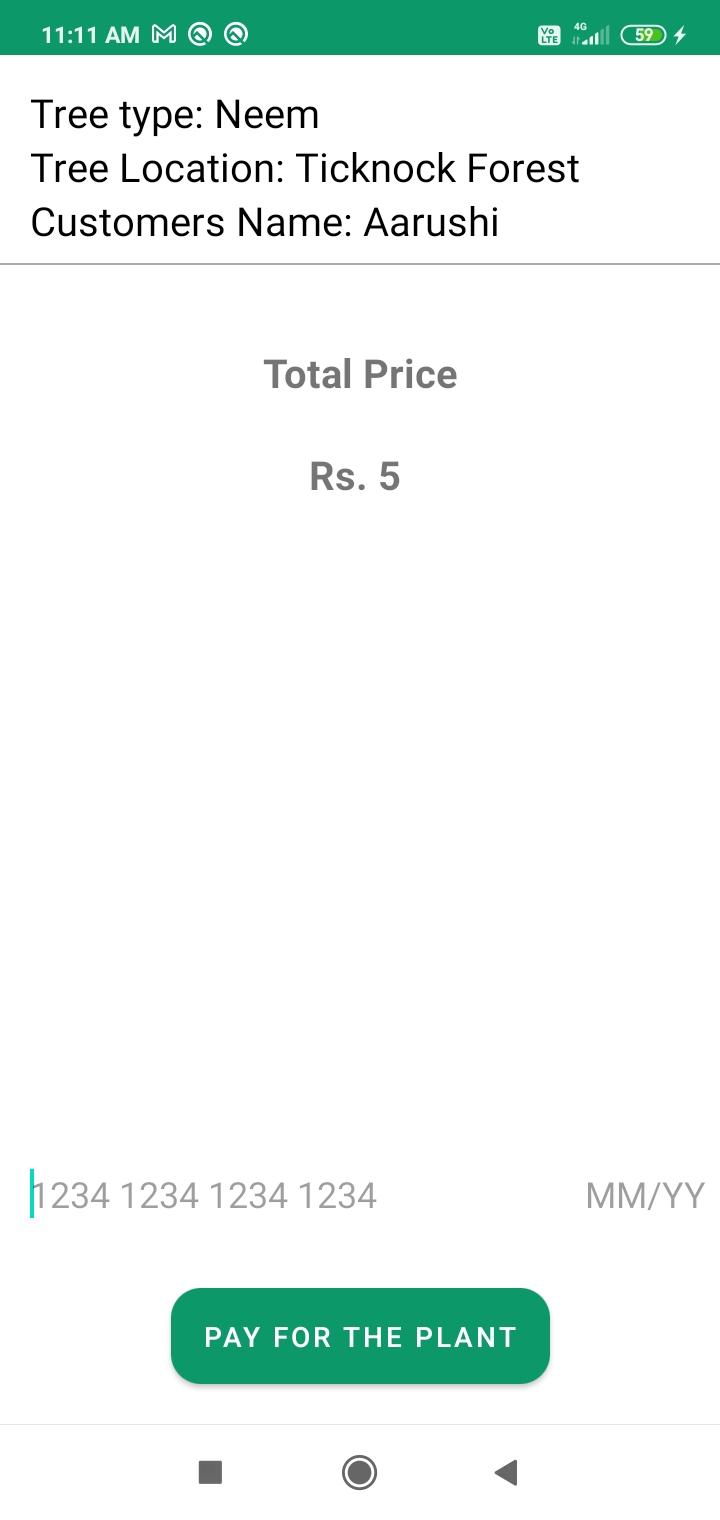 11:11 AM
Vo LTE 4G 59
Tree type: Neem
Tree Location: Ticknock Forest
Customers Name: Aarushi
Total Price
Rs. 5
1234 1234 1234 1234 MM/YY
PAY FOR THE PLANT